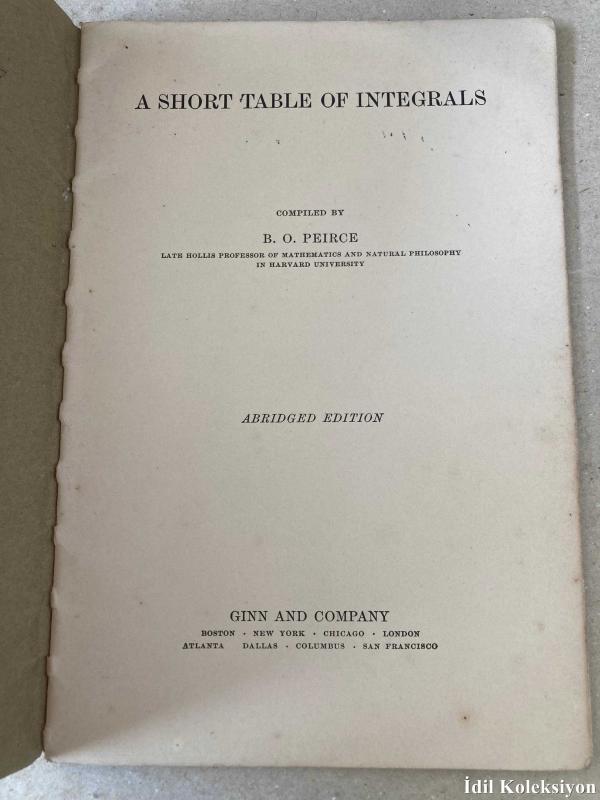 A SHORT TABLE OF INTEGRALS
COMPILED BY
B. O. PEIRCE
LATE HOLLIS PROFESSOR OF MATHEMATICS AND NATURAL PHILOSOPHY
IN HARVARD UNIVERSITY
ABRIDGED EDITION
GINN AND COMPANY
BOSTON · NEW YORK · CHICAGO · LONDON
ATLANTA DALLAS · COLUMBUS · SAN FRANCISCO
İdil Koleksiyon